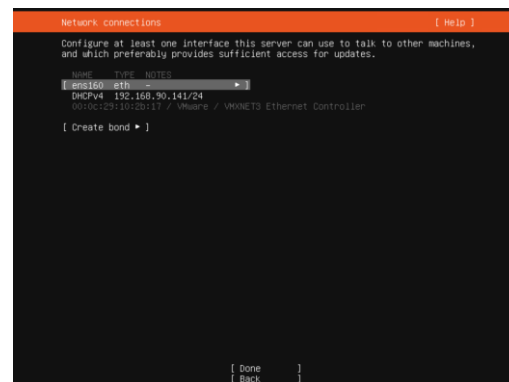 Network connections [ Help ]
Configure at least one interface this server can use to talk to other machines,
and which preferably provides sufficient access for updates.
NAME TYPE NOTES
[ ens160 eth - ► ]
DHCPv4 192.168.90.141/24
00:0c:29:10:2b:17 / VMware / VMXNET3 Ethernet Controller
[ Create bond ► ]
[ Done ]
[ Back ]